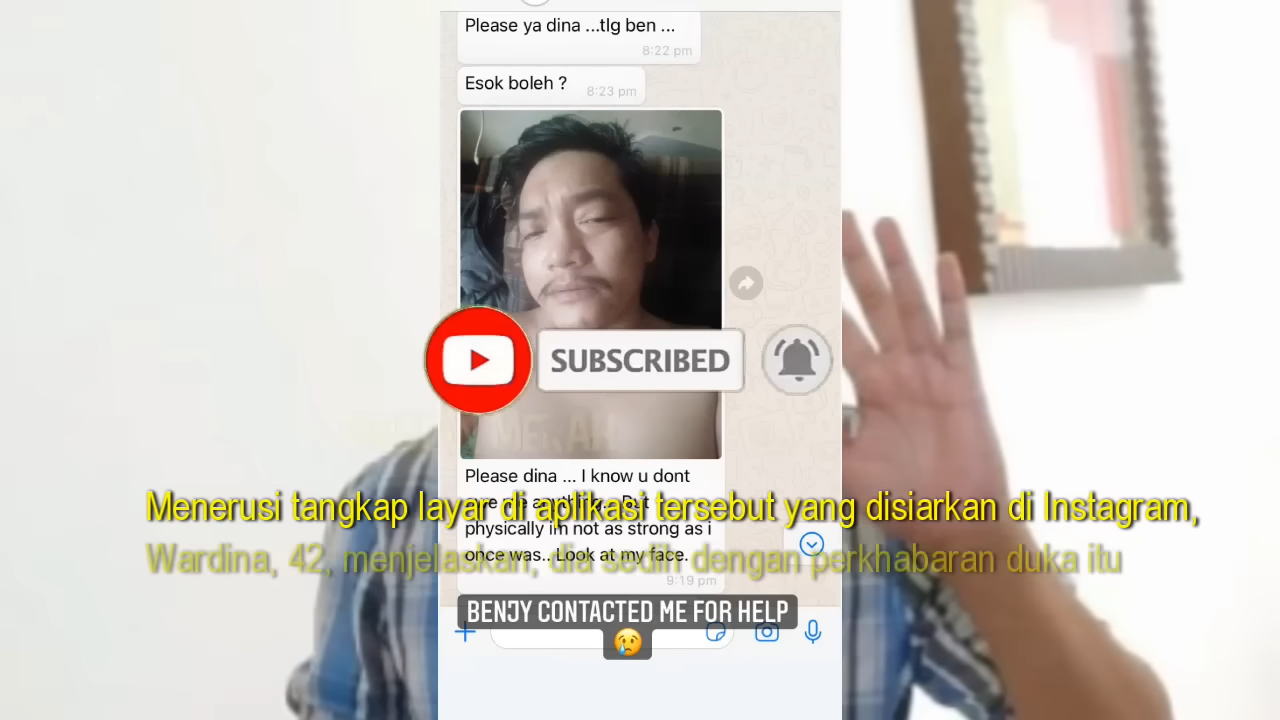 Please ya dina ...tlg ben ...
8:22 pm
Esok boleh ?
8:23 pm
SUBSCRIBED
Please dina ... I know u dont
Menerusi tangkap layar di aplikasi tersebut yang disiarkan di Instagram,
physically im not as strong as i
once was.. Look at my face.
Wardina, 42, menjelaskan, dia sedih dengan perkhabaran duka itu
9:19 pm
BENJY CONTACTED ME FOR HELP